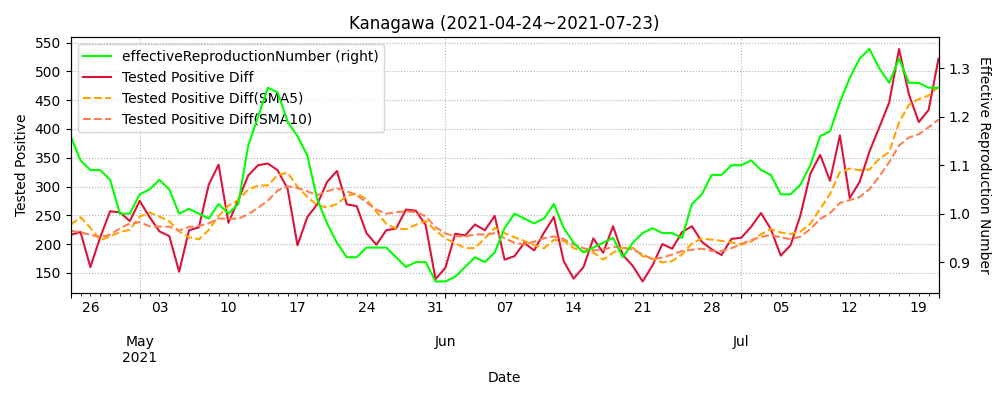 Kanagawa (2021-04-24~2021-07-23)
effectiveReproductionNumber (right)
Tested Positive Diff
Tested Positive Diff(SMA5)
Tested Positive Diff(SMA10)
Tested Positive
550
500
450
400
350
300
250
200
150
1.3
1.2
1.1
1.0
0.9
Effective Reproduction Number
26 03 10 17 24 31 07 14 21 28 05 12 19
May Jun Jul
2021
Date